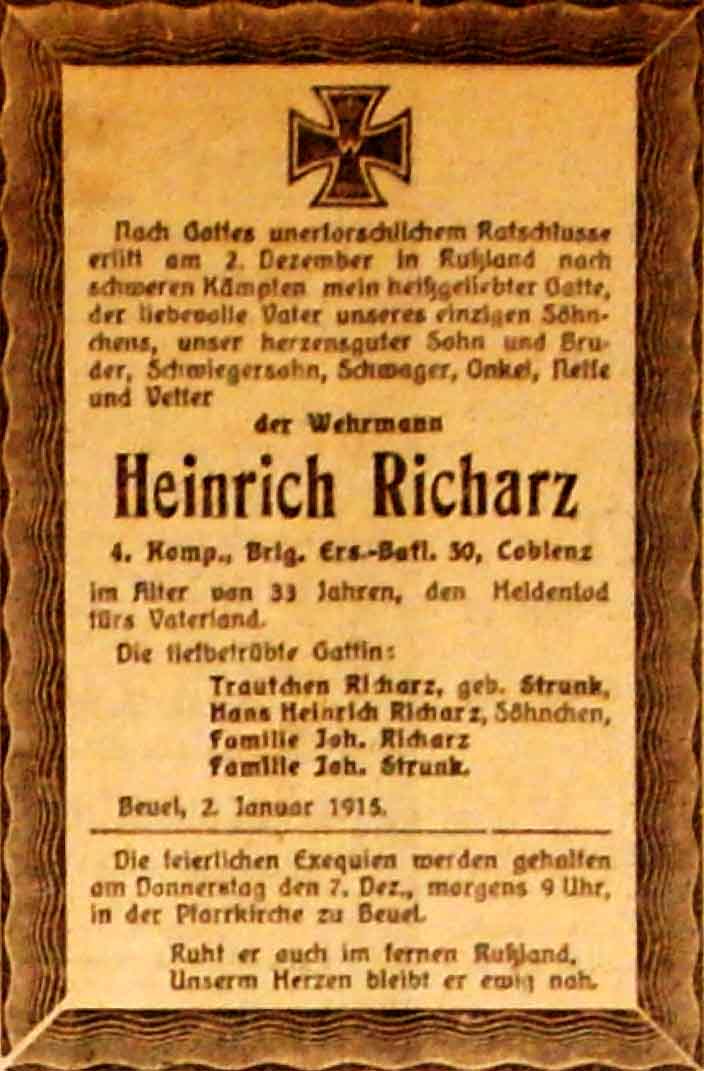 W
Nach Gottes unerforschlichem Ratschlusse
erlitt am 2. Dezember in Rußland nach
schweren Kämpfen mein heißgeliebter Gatte,
der liebevolle Vater unseres einzigen Söhn-
chens, unser herzensguter Sohn und Bru-
der, Schwiegersohn, Schwager, Onkel, Neffe
und Vetter
der Wehrmann
Heinrich Richarz
4. Komp., Brig. Ers.-Batl. 30, Coblenz
im Alter von 33 Jahren, den Heldentod
fürs Vaterland.
Die tiefbetrübte Gattin:
Trautchen Richarz, geb. Strunk,
Hans Heinrich Richarz, Söhnchen,
Familie Joh. Richarz
Familie Joh. Strunk.
Beuel, 2. Januar 1915.
Die feierlichen Exequien werden gehalten
am Donnerstag den 7. Dez., morgens 9 Uhr,
in der Pfarrkirche zu Beuel.
Ruht er auch im fernen Rußland,
Unserm Herzen bleibt er ewig nah.